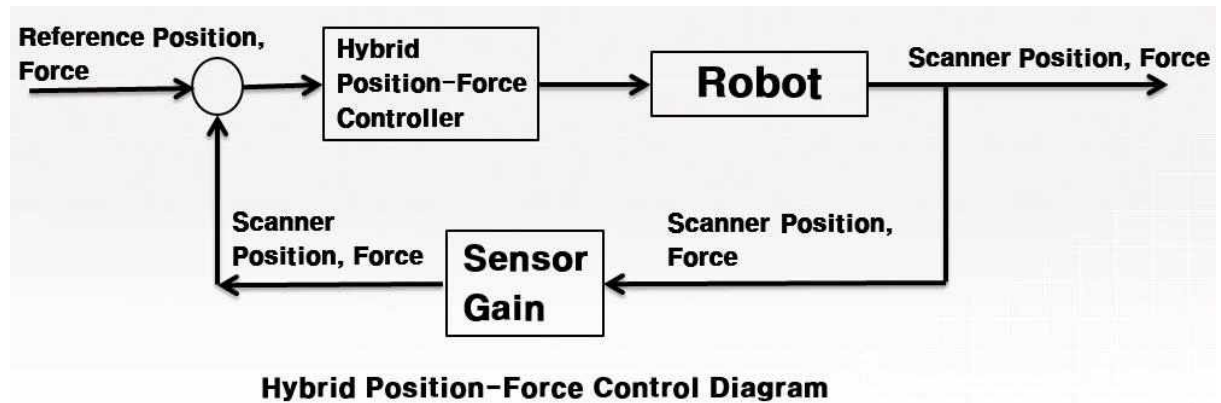 Reference Position,
Force
Hybrid
Position-Force
Controller
Robot
Scanner Position, Force
Scanner
Position, Force
Sensor
Gain
Scanner Position,
Force
Hybrid Position-Force Control Diagram